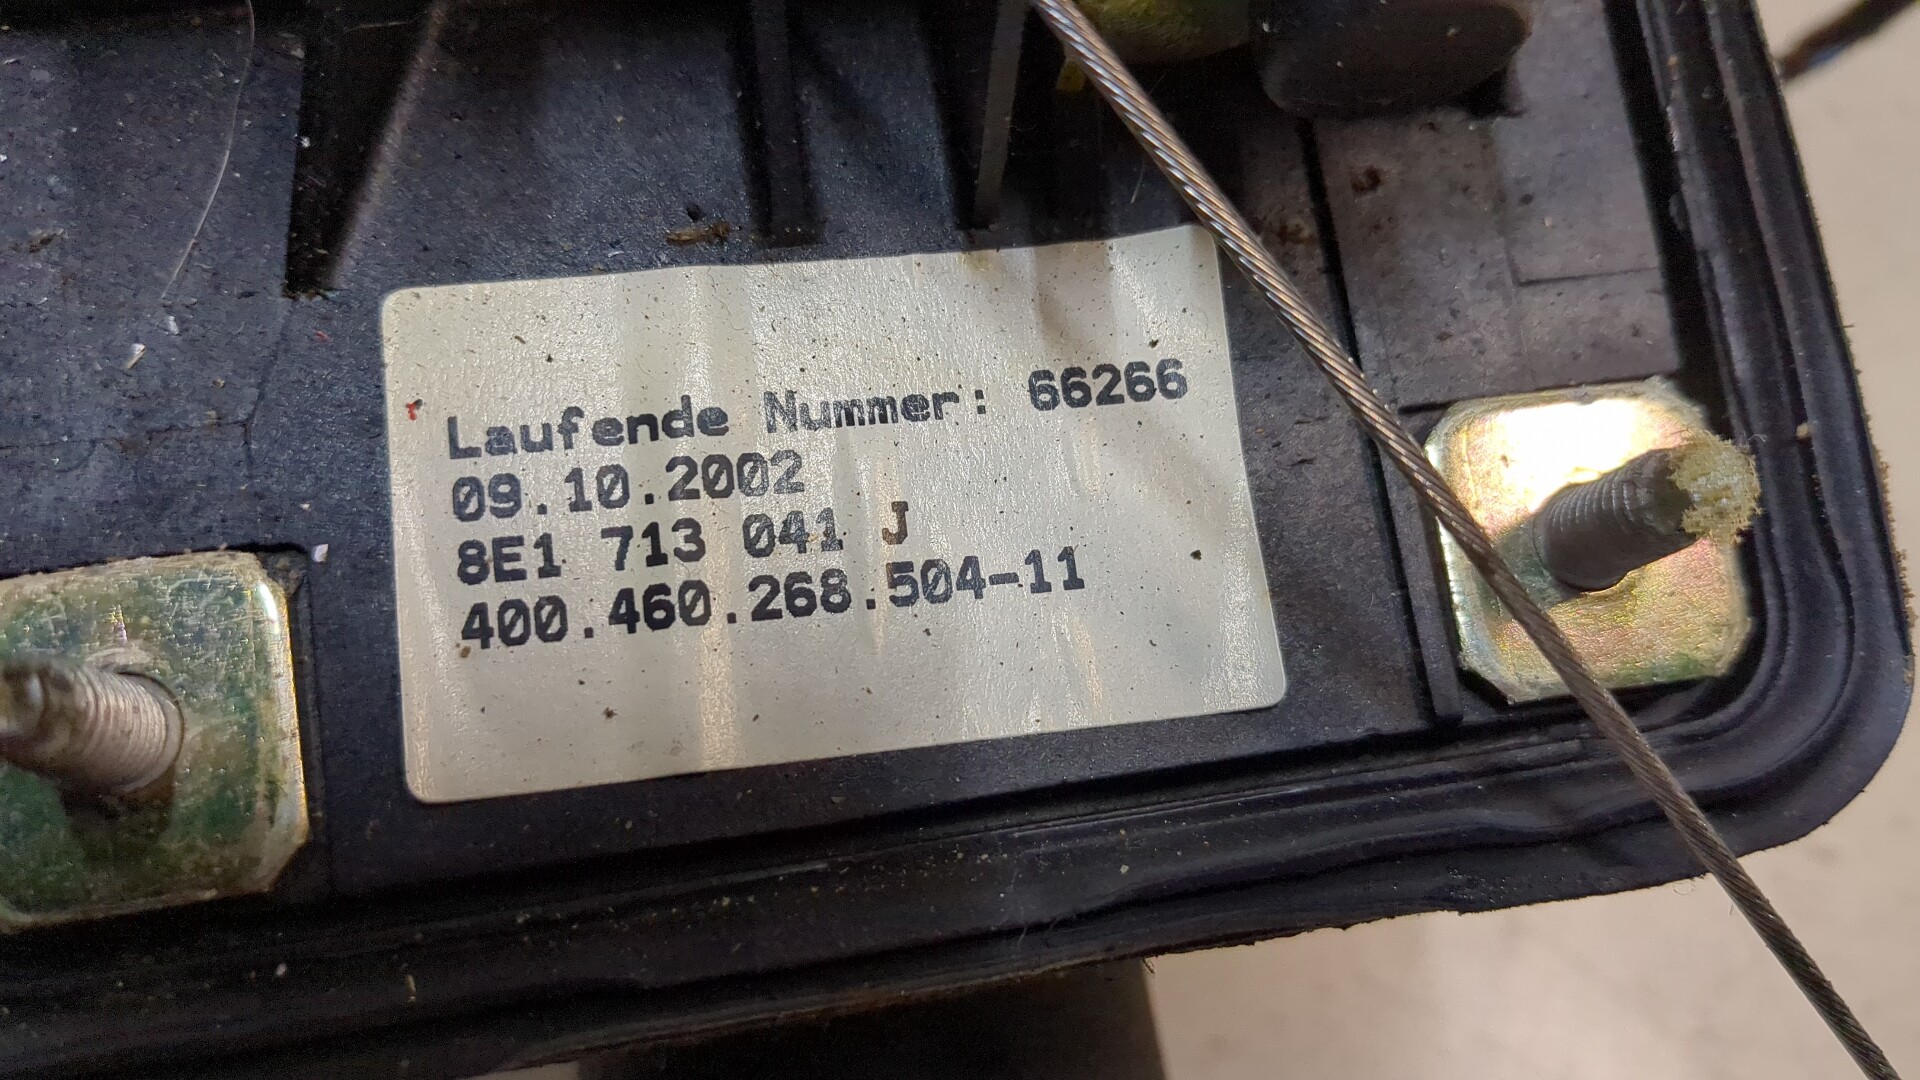 Laufende Nummer: 66266
09.10.2002
8E1 713 041 J
400.460.268.504-11